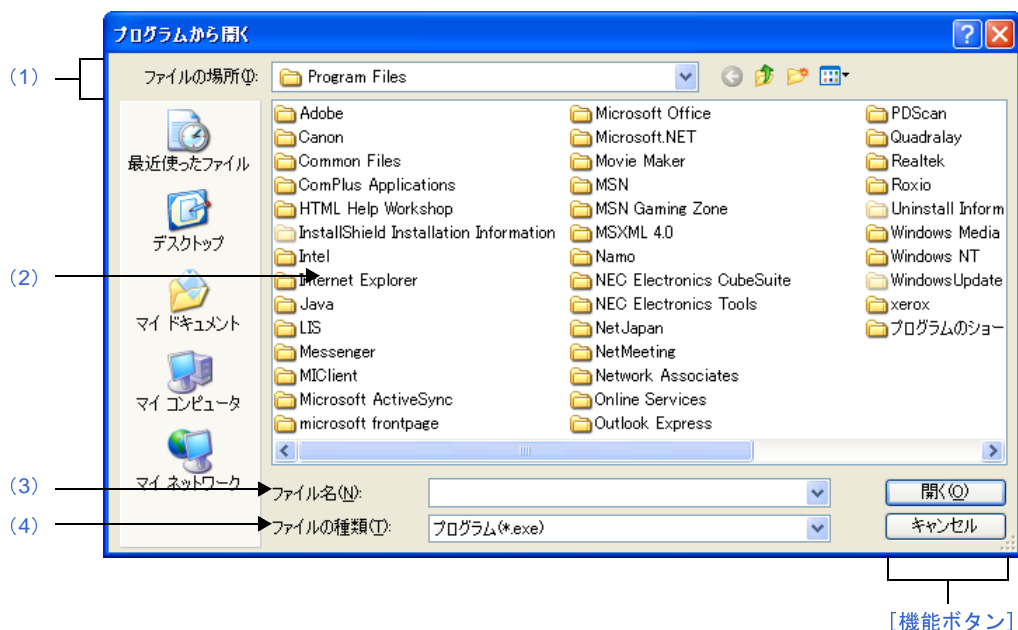 プログラムから開く
(1)
ファイルの場所(I):
Program Files
最近使ったファイル
デスクトップ
マイ ドキュメント
マイ コンピュータ
マイ ネットワーク
(2)
Adobe
Canon
Common Files
ComPlus Applications
HTML Help Workshop
InstallShield Installation Information
Intel
Internet Explorer
Java
LIS
Messenger
MIClient
Microsoft ActiveSync
microsoft frontpage
Microsoft Office
Microsoft.NET
Movie Maker
MSN
MSN Gaming Zone
MSXML 4.0
Namo
NEC Electronics CubeSuite
NEC Electronics Tools
NetJapan
NetMeeting
Network Associates
Online Services
Outlook Express
PDScan
Quadralay
Realtek
Roxio
Uninstall Inform
Windows Media
Windows NT
WindowsUpdate
xerox
プログラムのショー
(3)
ファイル名(N):
開く(O)
(4)
ファイルの種類(T):
プログラム(*.exe)
キャンセル
[機能ボタン]